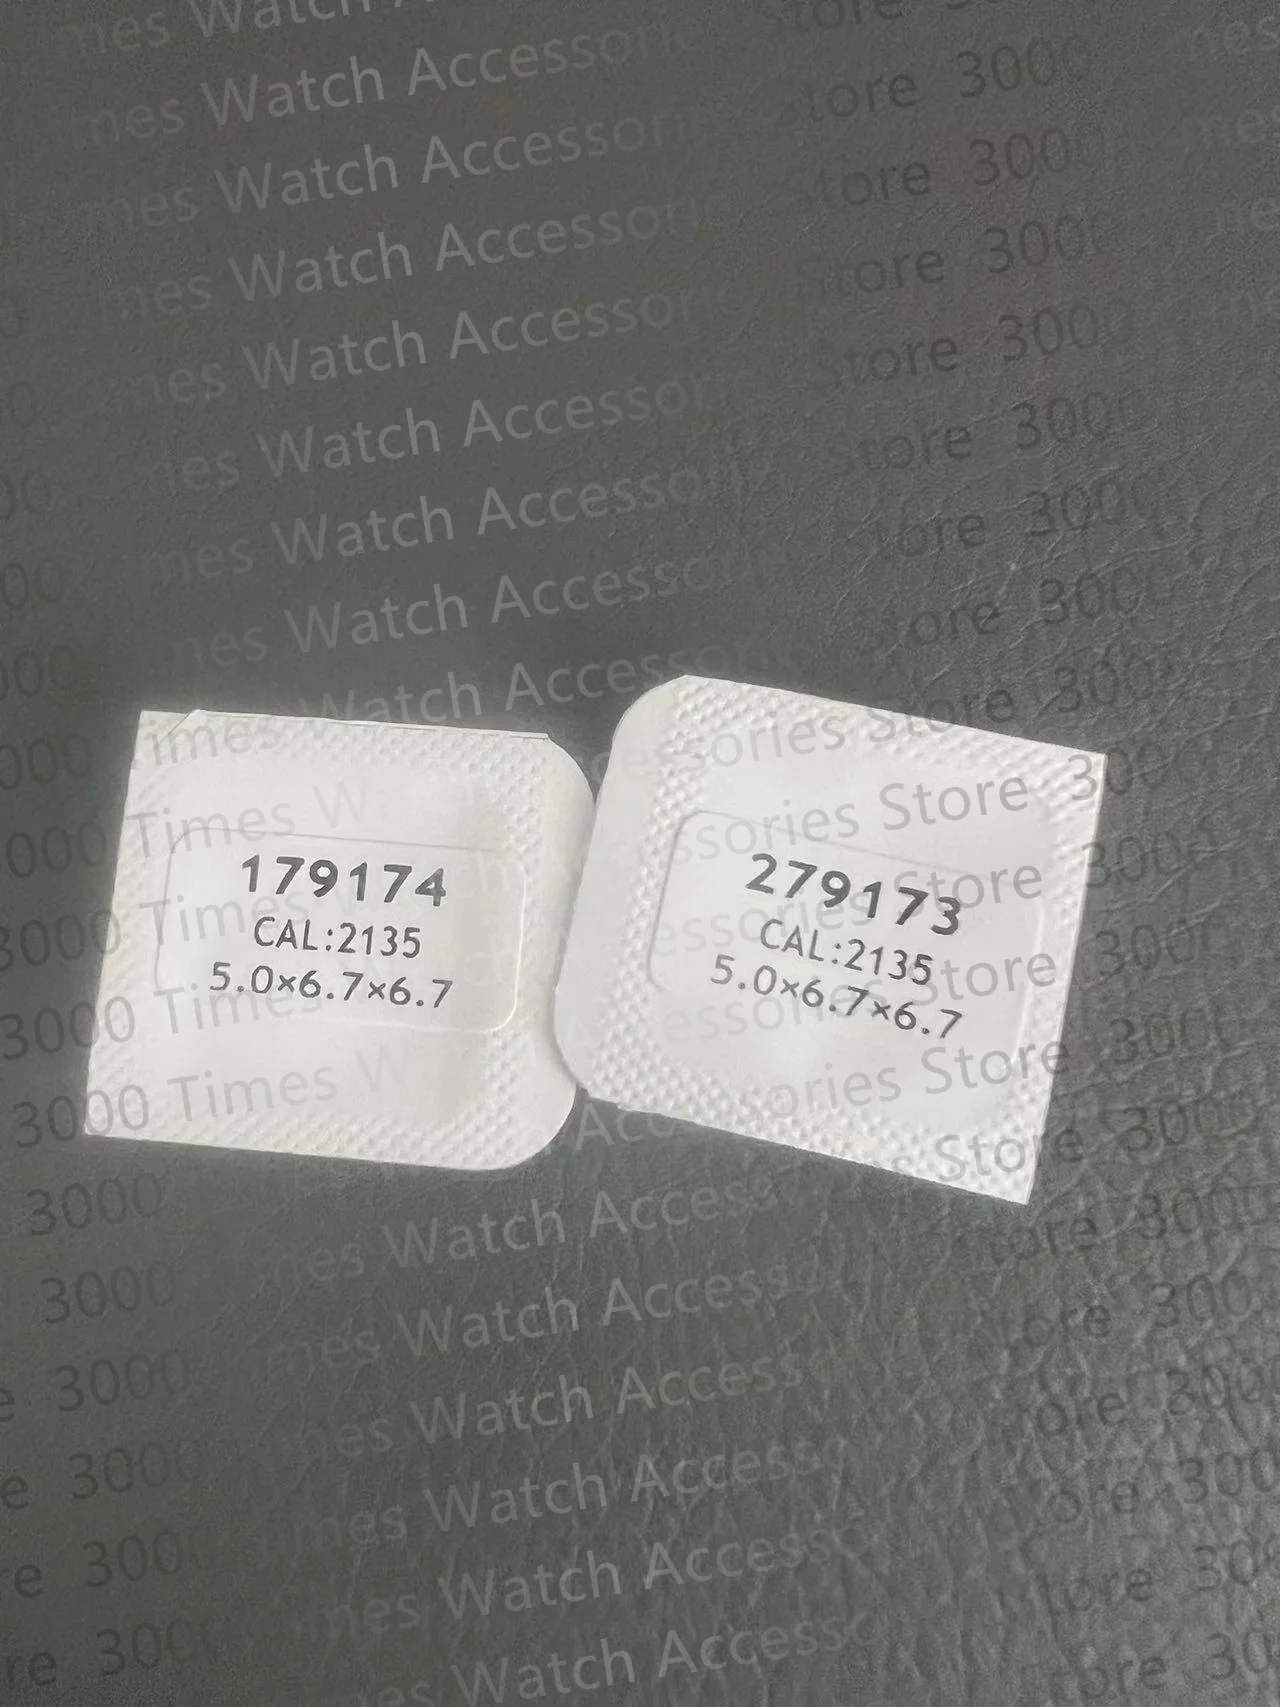 179174
CAL:2135
5.0×6.7×6.7
279173
CAL:2135
5.0×6.7×6.7
3000 Times Watch Accessories Store